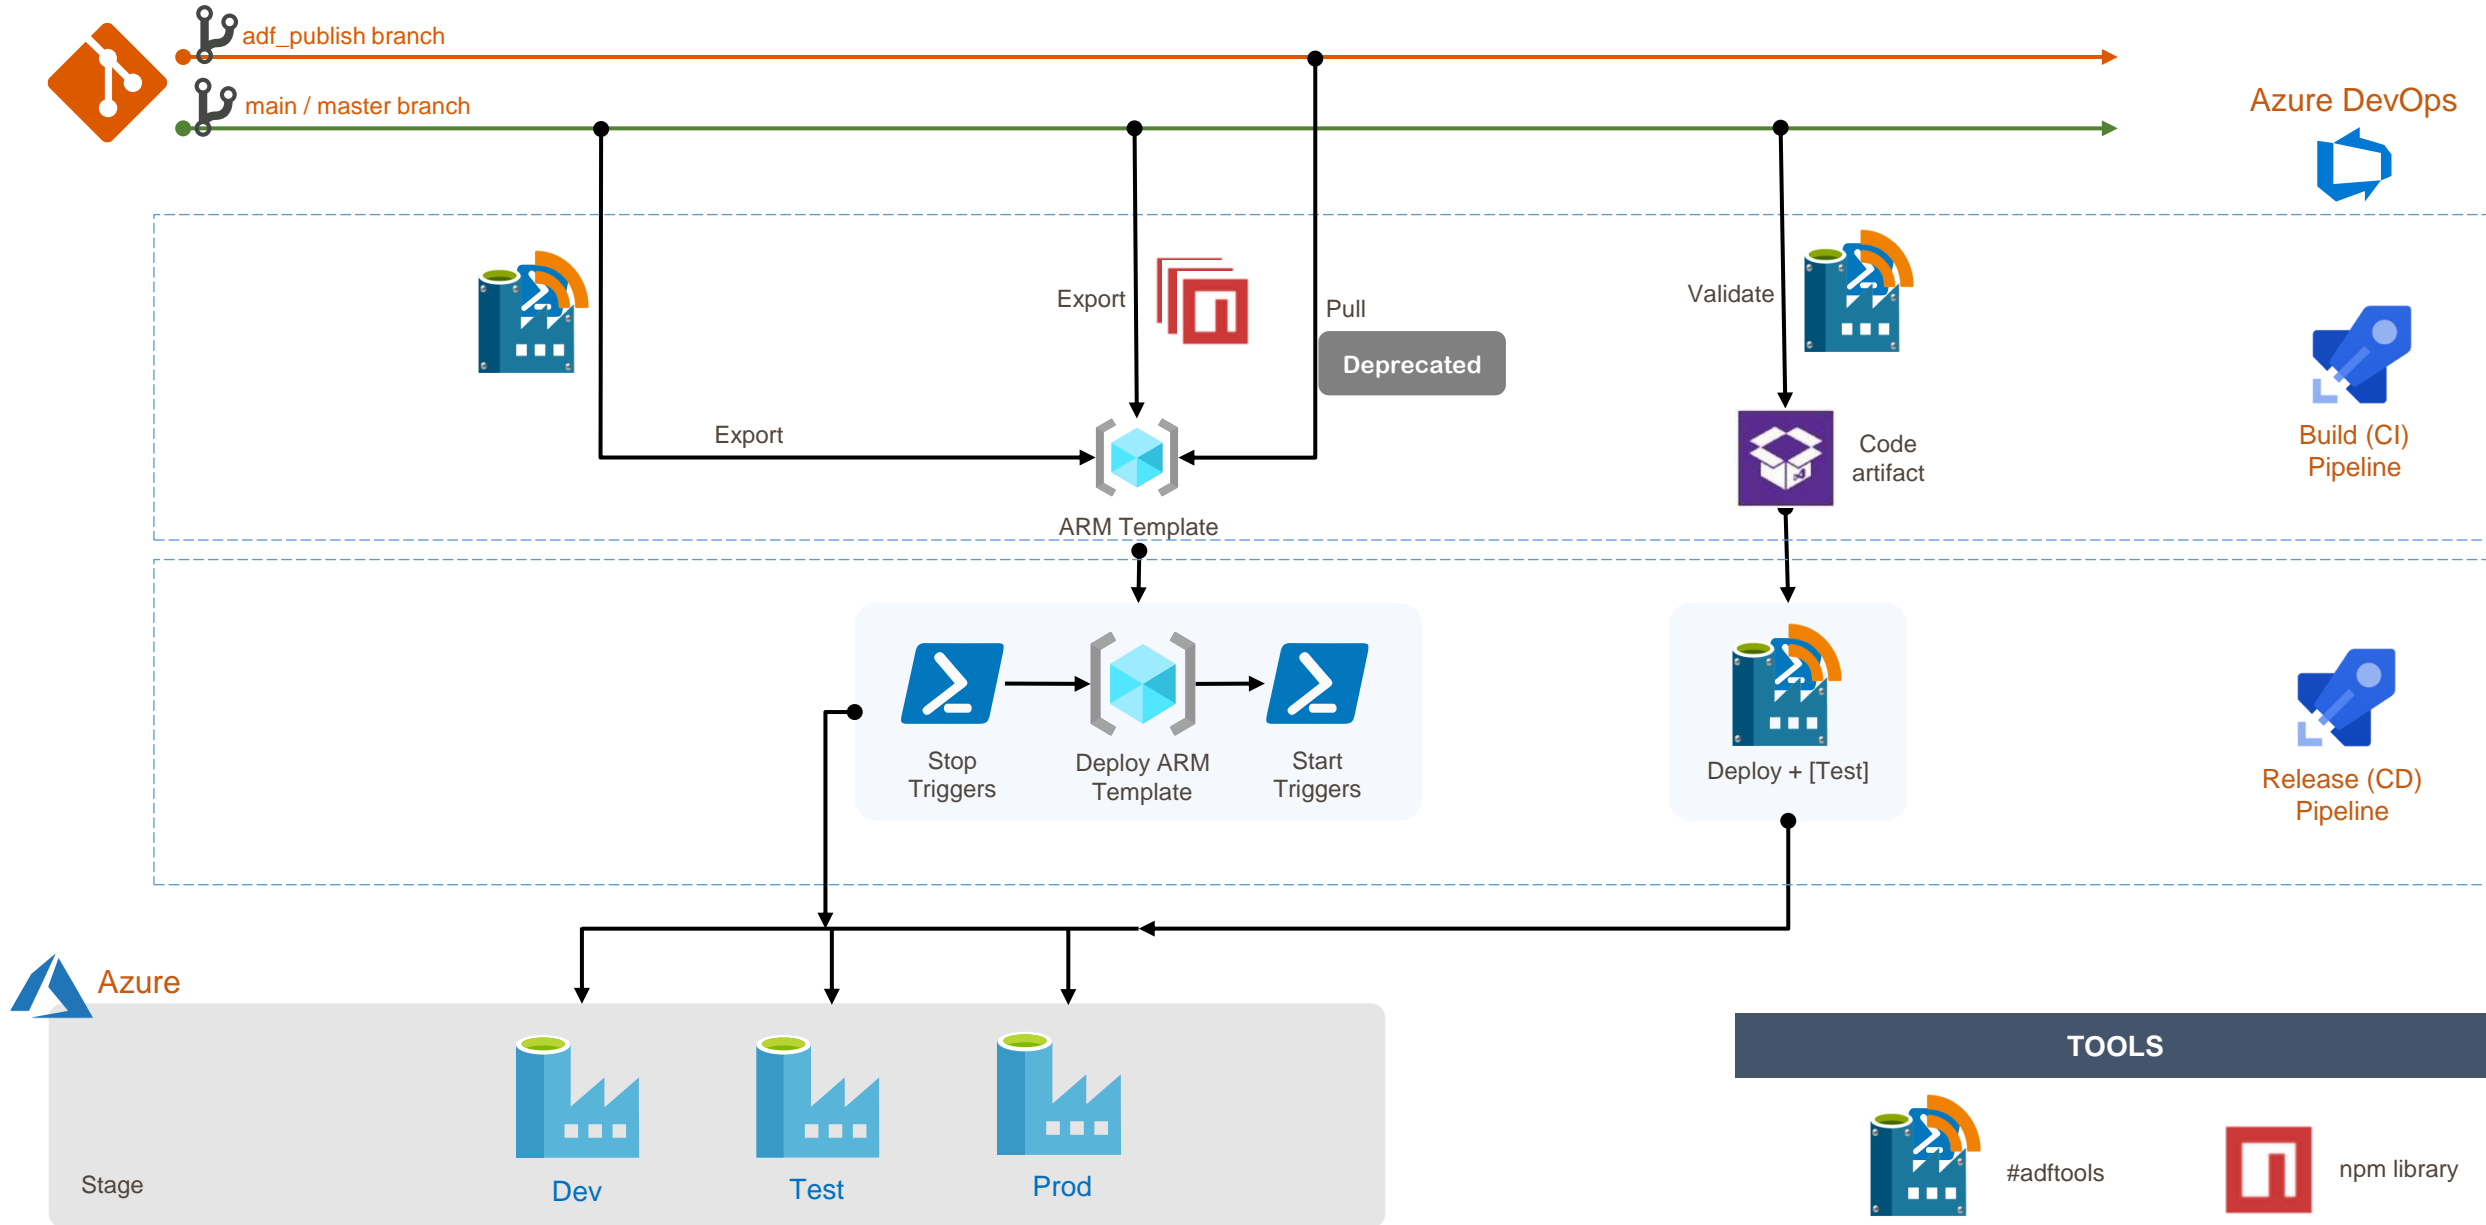 adf_publish branch
main / master branch
Azure DevOps
Export
Pull
Validate
Deprecated
Export
Code
artifact
Build (CI)
Pipeline
ARM Template
Stop
Triggers
Deploy ARM
Template
Start
Triggers
Deploy + [Test]
Release (CD)
Pipeline
Azure
TOOLS
Stage
Dev
Test
Prod
#adftools
npm library